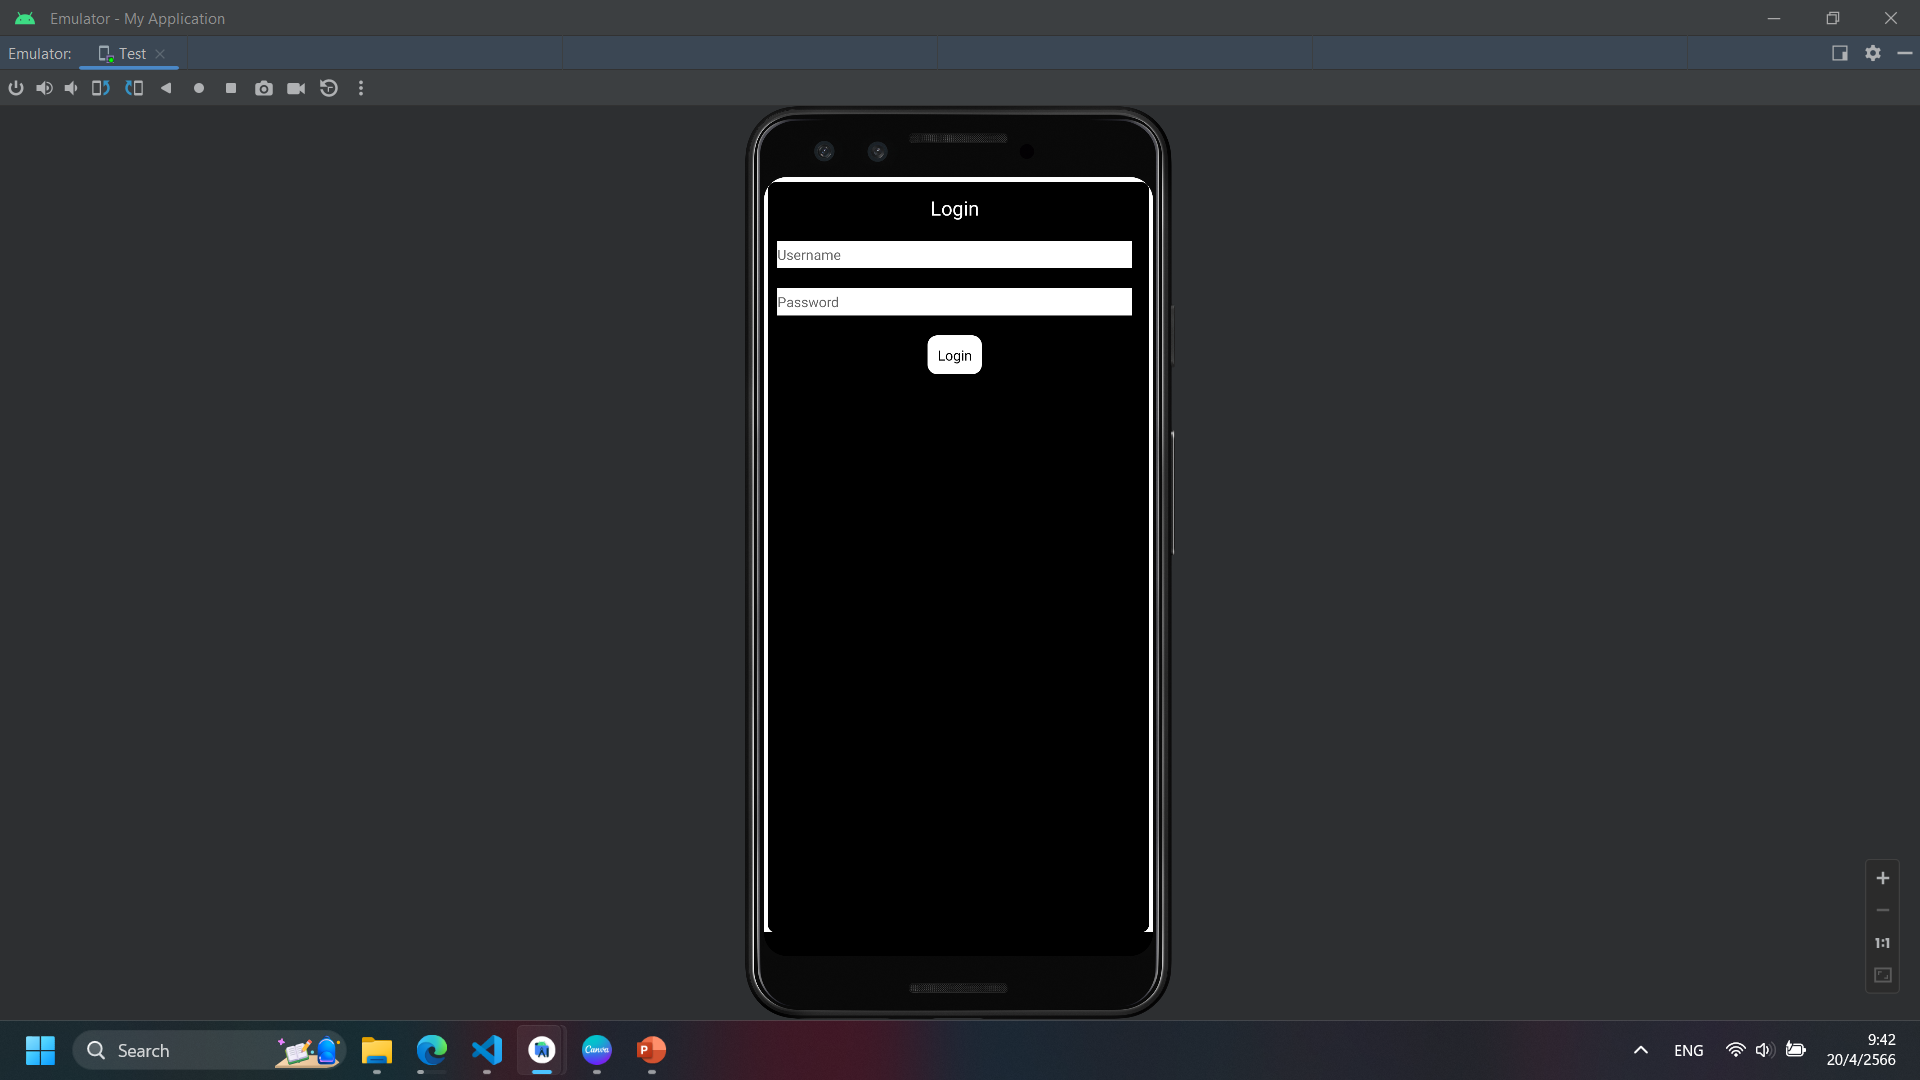 Emulator - My Application
Emulator:
Test
Login
Username
Password
Login
1:1
Search
Canva
P
ENG
9:42
20/4/2566